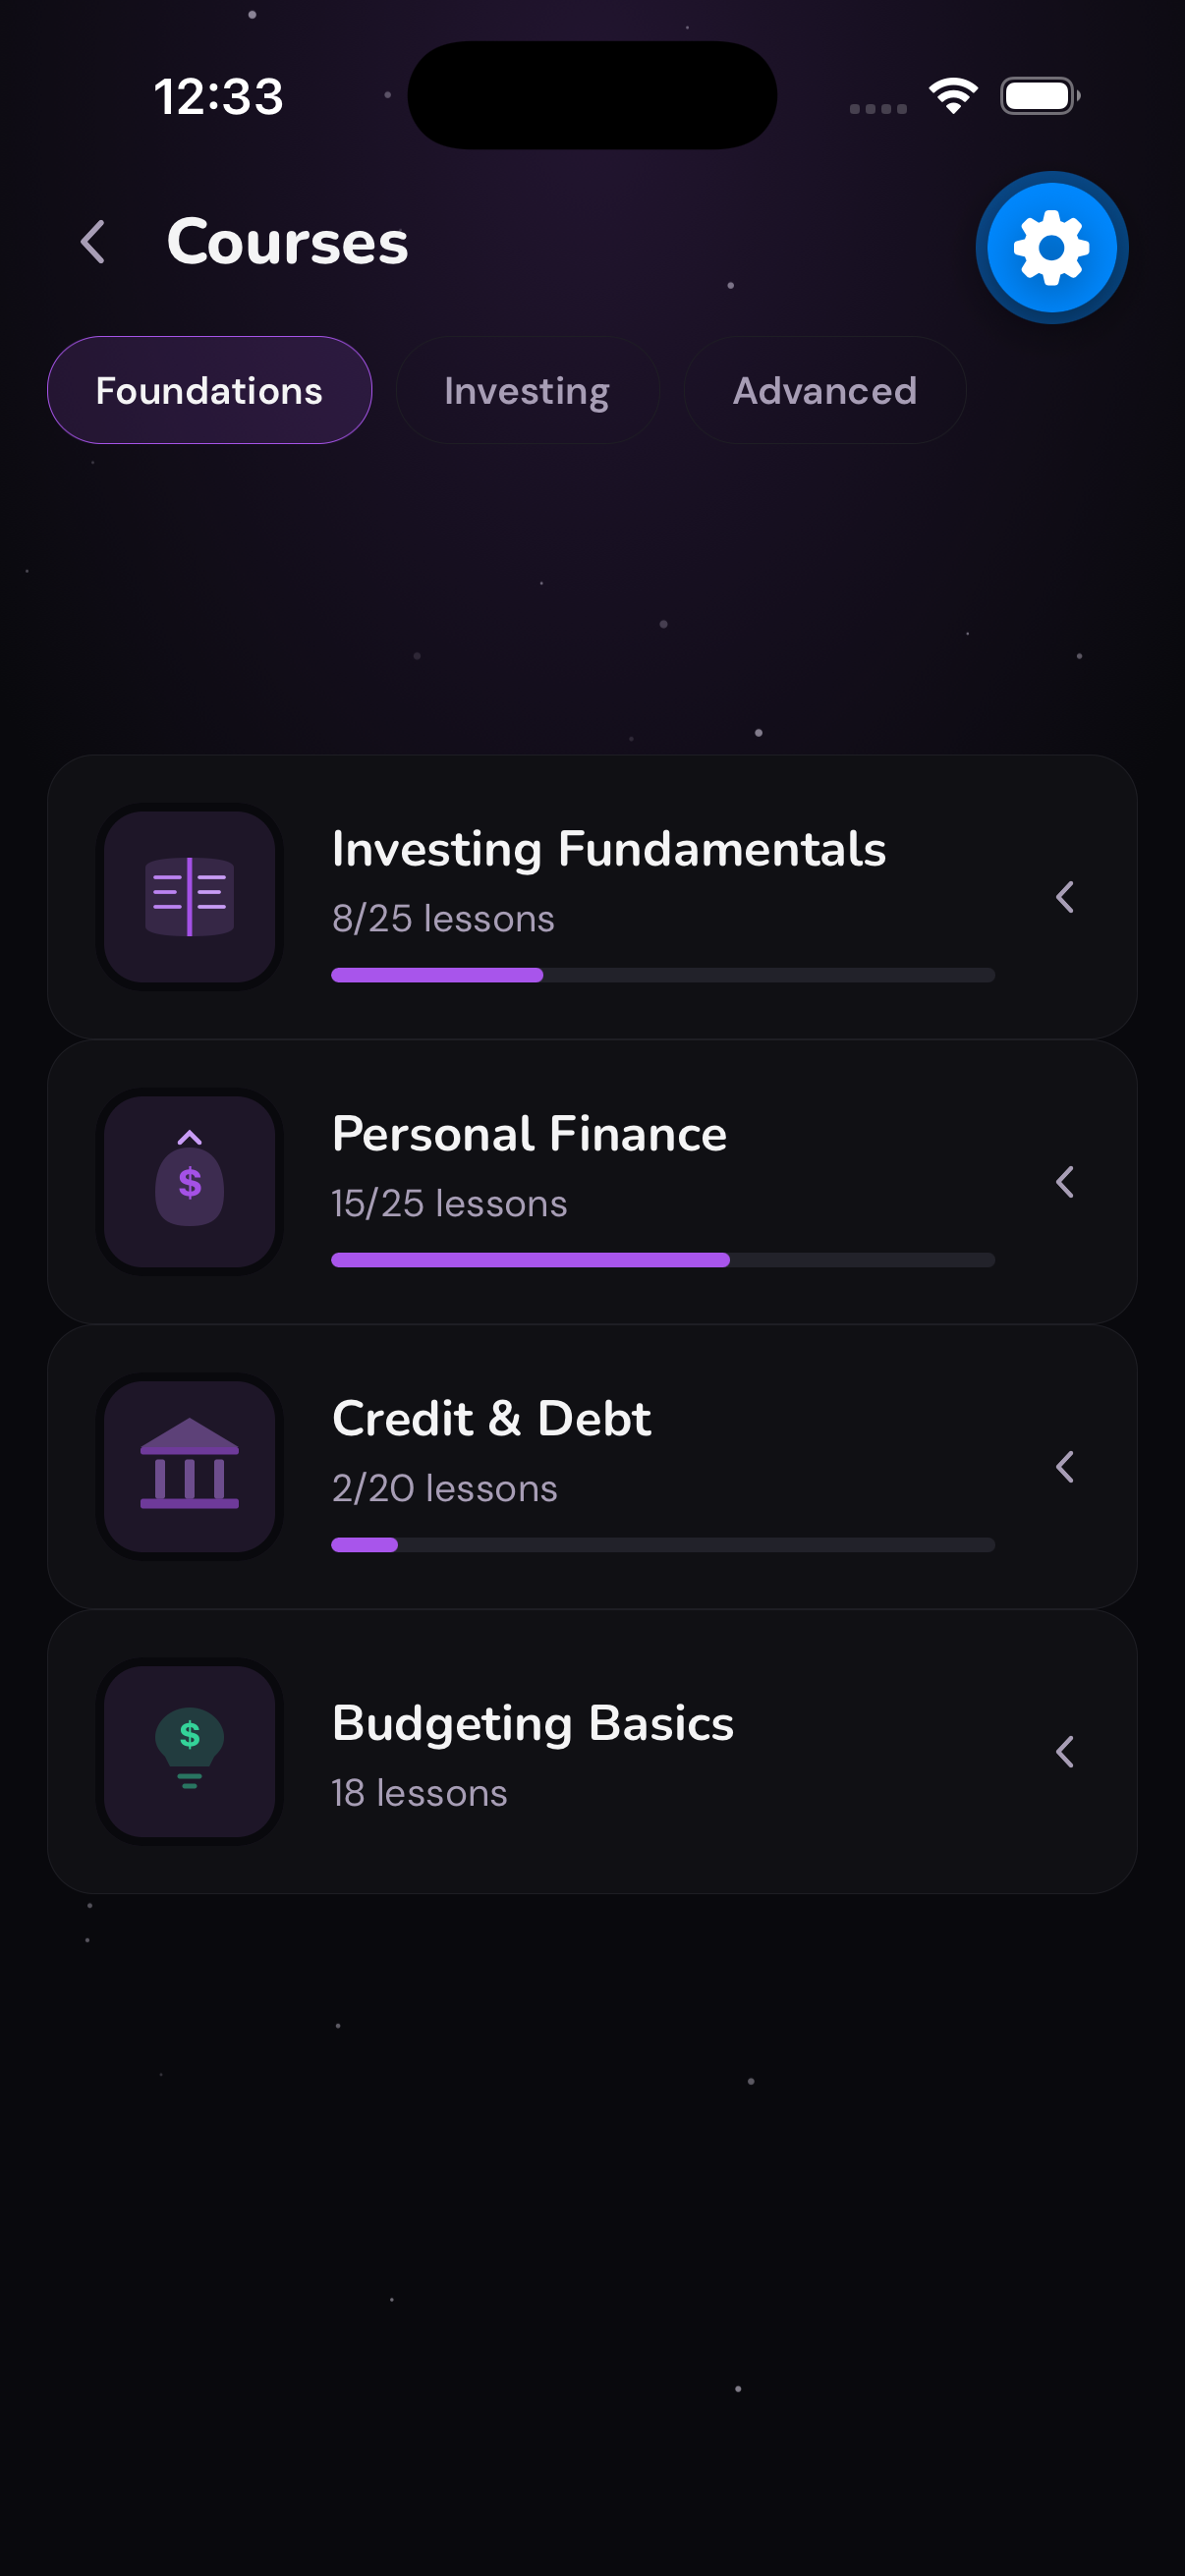 12:33
Courses
Foundations
Investing
Advanced
Investing Fundamentals
8/25 lessons
$
Personal Finance
15/25 lessons
Credit & Debt
2/20 lessons
$
Budgeting Basics
18 lessons